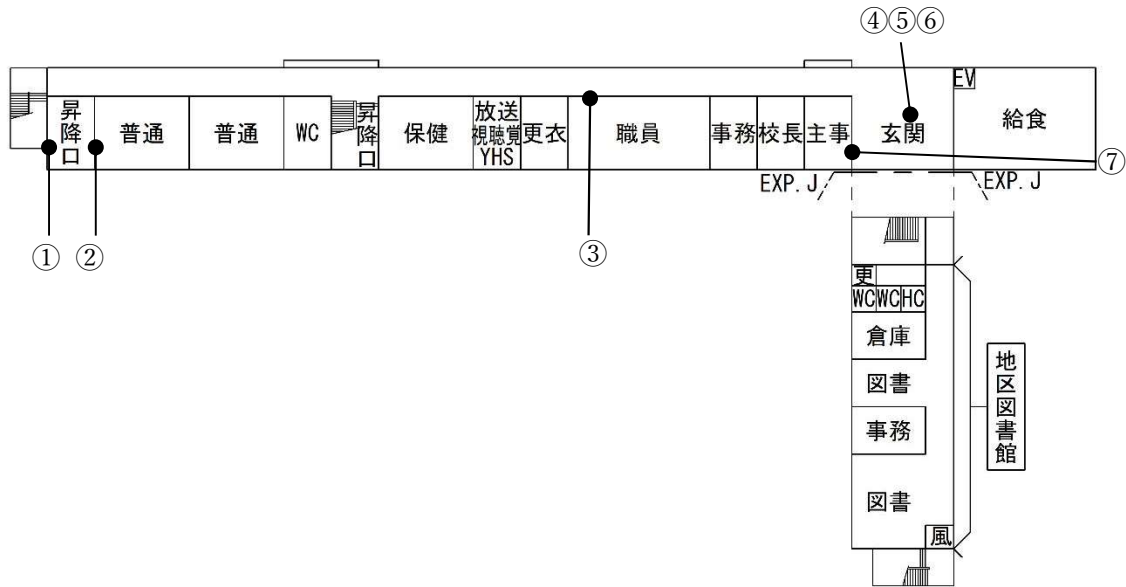 ④⑤⑥
EV
昇降口
普通
普通
WC
昇降口
保健
放送
視聴覚
YHS
更衣
職員
事務
校長
主事
玄関
給食
⑦
EXP.J
EXP.J
①
②
③
更
WC
WC
HC
倉庫
図書
事務
図書
風
地区図書館